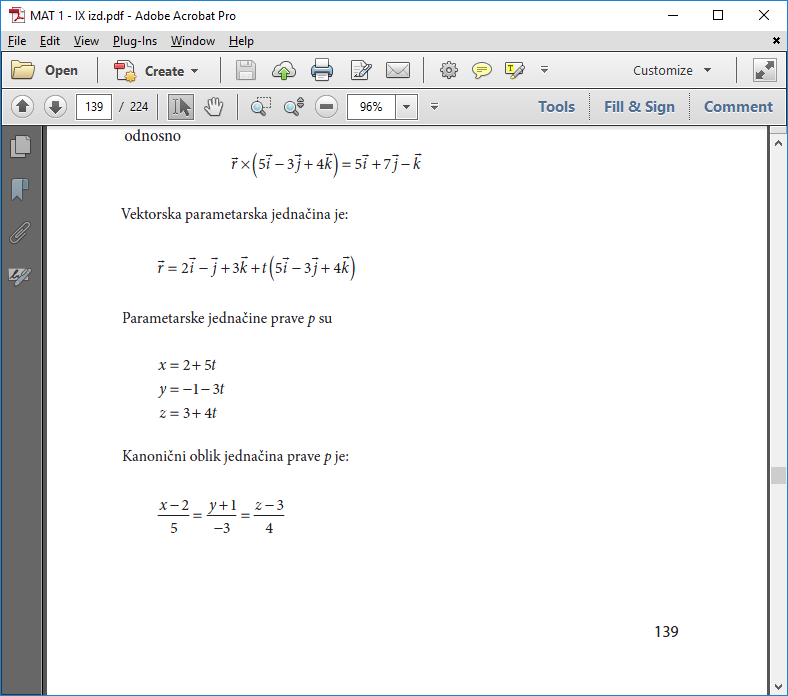 MAT 1 - IX izd.pdf - Adobe Acrobat Pro
File Edit View Plug-Ins Window Help
Open Create Customize
139 / 224 96% Tools Fill & Sign Comment
odnosno
r⃗ × (5i⃗ − 3j⃗ + 4k⃗) = 5i⃗ + 7j⃗ − k⃗
Vektorska parametarska jednačina je:
r⃗ = 2i⃗ − j⃗ + 3k⃗ + t(5i⃗ − 3j⃗ + 4k⃗)
Parametarske jednačine prave p su
x = 2 + 5t
y = −1 − 3t
z = 3 + 4t
Kanonični oblik jednačina prave p je:
(x − 2)/5 = (y + 1)/−3 = (z − 3)/4
139